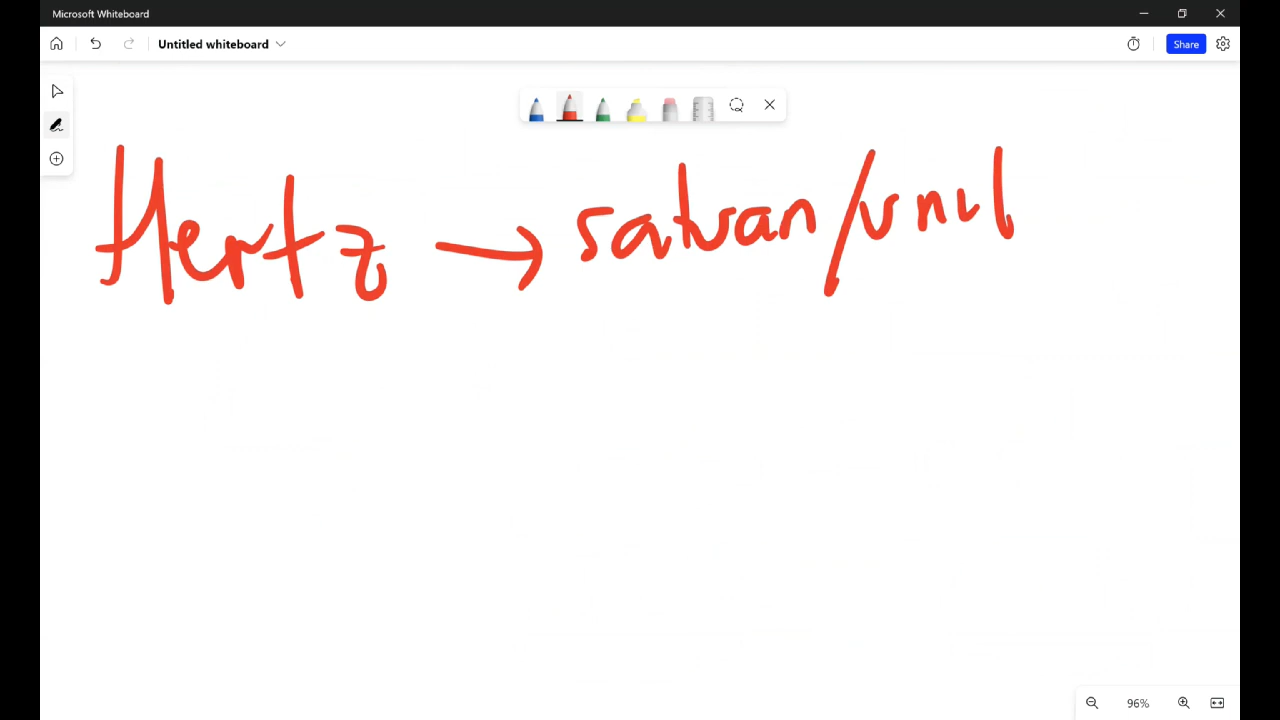 Microsoft Whiteboard
Untitled whiteboard
Share
Hertz → satuan/unit
96%